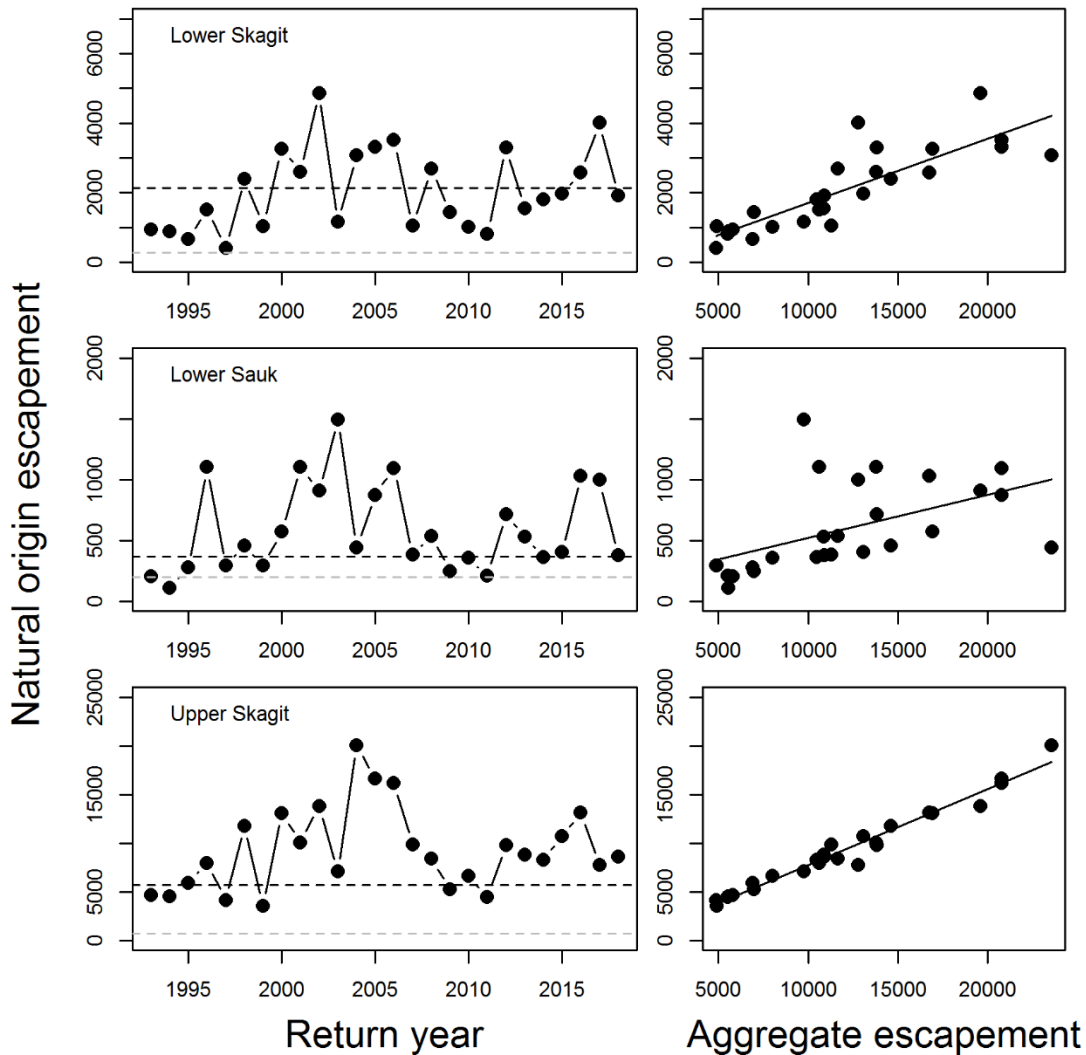 Natural origin escapement
Lower Skagit
0 2000 4000 6000
1995 2000 2005 2010 2015
0 2000 4000 6000
5000 10000 15000 20000
Lower Sauk
0 500 1000 2000
1995 2000 2005 2010 2015
0 500 1000 2000
5000 10000 15000 20000
Upper Skagit
0 5000 15000 25000
1995 2000 2005 2010 2015
0 5000 15000 25000
5000 10000 15000 20000
Return year
Aggregate escapement